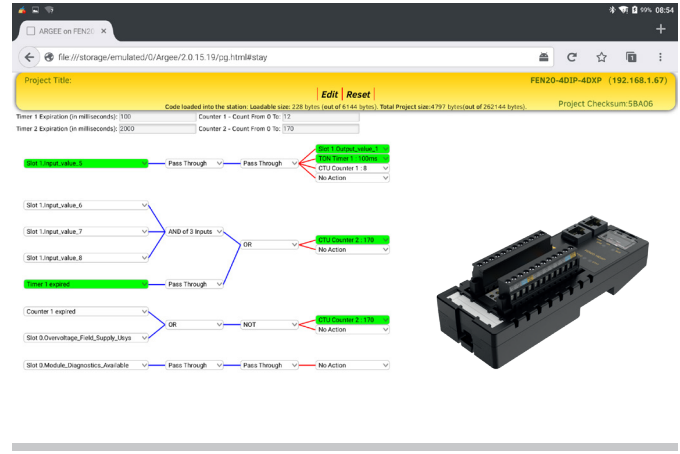 99% 08:54
ARGEE on FEN20 ×
file:///storage/emulated/0/Argee/2.0.15.19/pg.html#stay
Project Title:
FEN20-4DIP-4DXP (192.168.1.67)
Edit Reset
Code loaded into the station: Loadable size: 228 bytes (out of 6144 bytes). Total Project size:4797 bytes(out of 262144 bytes).
Project Checksum:5BA06
Timer 1 Expiration (in milliseconds): 100 Counter 1 - Count From 0 To: 12
Timer 2 Expiration (in milliseconds): 2000 Counter 2 - Count From 0 To: 170
Slot 1.Output_value_1
Slot 1.Input_value_5 Pass Through Pass Through TON Timer 1 : 100ms
CTU Counter 1 : 8
No Action
Slot 1.Input_value_6
Slot 1.Input_value_7 AND of 3 Inputs
OR CTU Counter 2 : 170
No Action
Slot 1.Input_value_8
Timer 1 expired Pass Through
Counter 1 expired
OR NOT CTU Counter 2 : 170
No Action
Slot 0.Overvoltage_Field_Supply_Usys
Slot 0.Module_Diagnostics_Available Pass Through Pass Through No Action